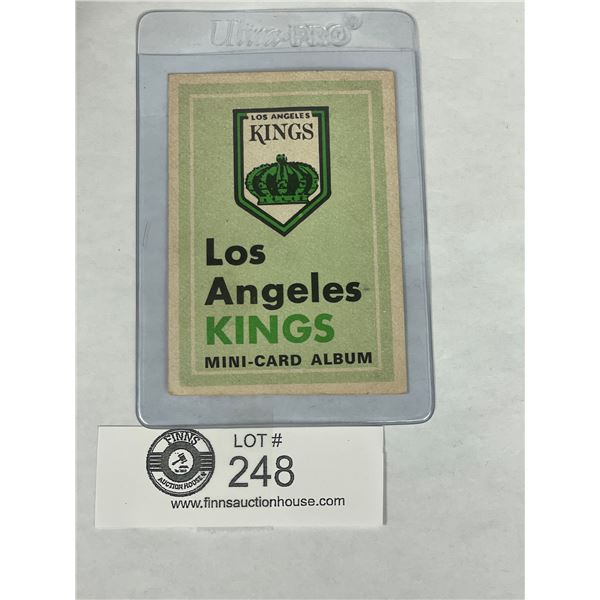 Ultra-PRO®
LOS ANGELES
KINGS
Los
Angeles
KINGS
MINI-CARD ALBUM
FINNS
AUCTION HOUSE
LOT #
248
www.finnsauctionhouse.com